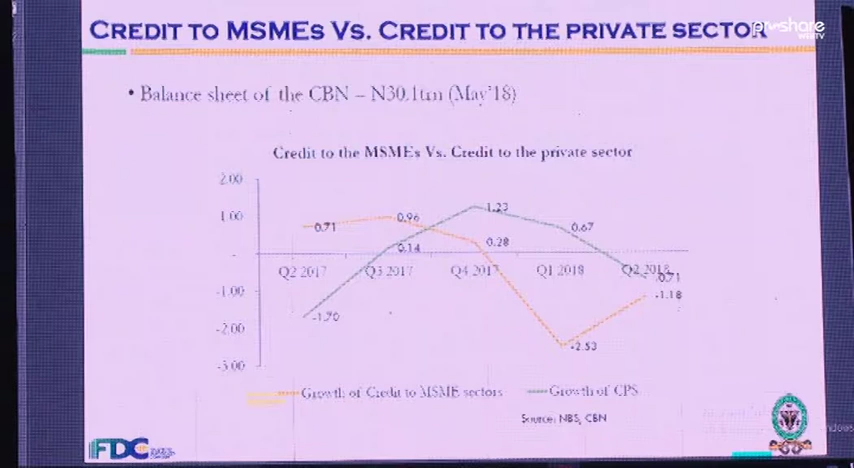 CREDIT TO MSMES VS. CREDIT TO THE PRIVATE SECTOR
proshare
WEBTV
• Balance sheet of the CBN – N30.1trn (May'18)
Credit to the MSMEs Vs. Credit to the private sector
2.00
1.00
-
-1.00
-2.00
-3.00
0.71
0.96
1.23
0.67
0.14
0.28
-0.71
-1.18
-1.70
-2.53
Q2 2017
Q3 2017
Q4 2017
Q1 2018
Q2 2018
Growth of Credit to MSME sectors
Growth of CPS
Source: NBS, CBN
FDC